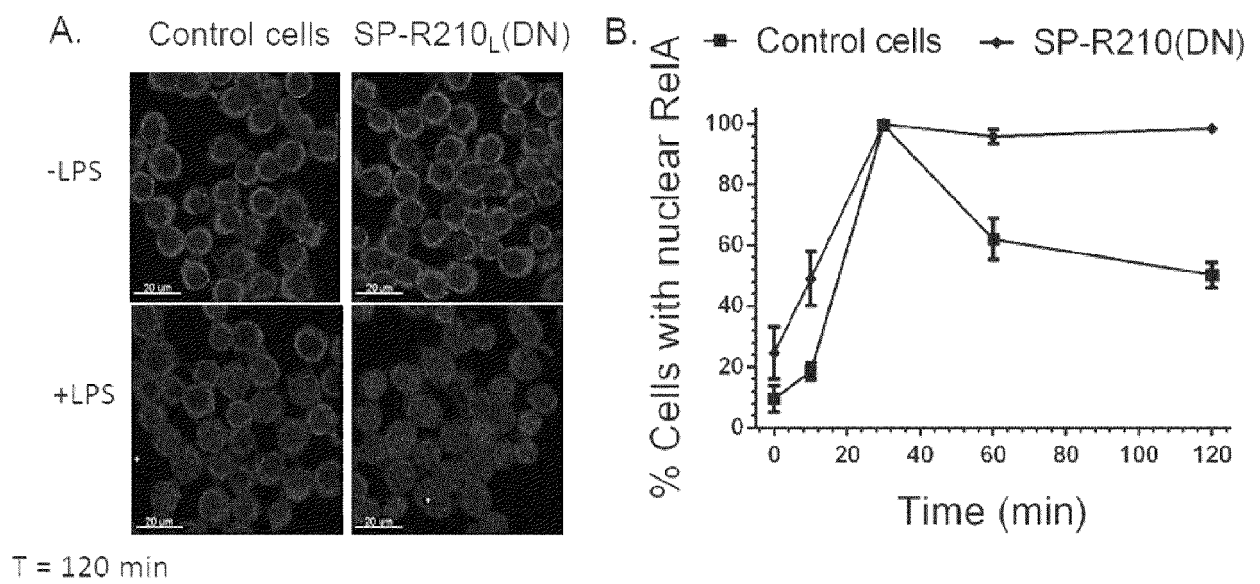 A. Control cells SP-R210L(DN)
-LPS
+LPS
20 µm
20 µm
20 µm
20 µm
T = 120 min
B. Control cells SP-R210(DN)
% Cells with nuclear RelA
100
80
60
40
20
0
0 20 40 60 80 100 120
Time (min)